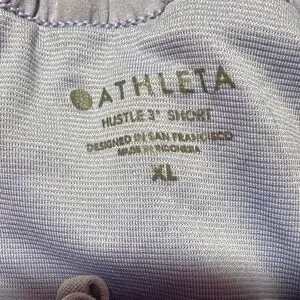 ATHLETA
HUSTLE 3" SHORT
DESIGNED IN SAN FRANCISCO
MADE IN INDONESIA
XL